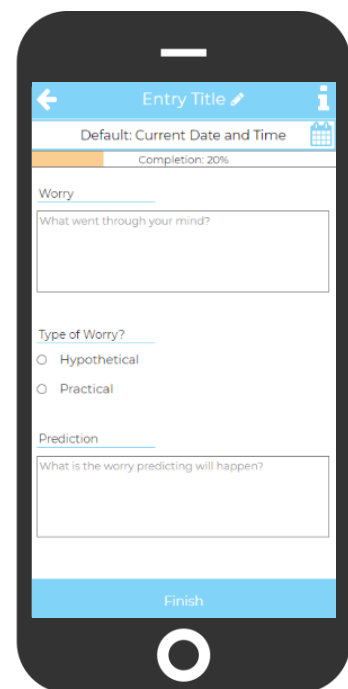 Entry Title
Default: Current Date and Time
Completion: 20%
Worry
What went through your mind?
Type of Worry?
Hypothetical
Practical
Prediction
What is the worry predicting will happen?
Finish